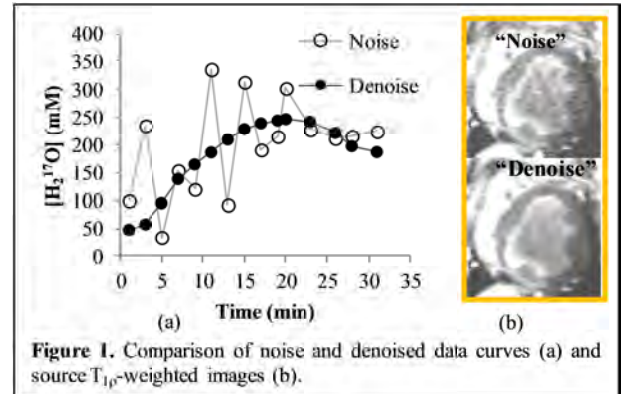 400
350
300
250
200
150
100
50
0
[H₂¹⁷O] (mM)
Noise
Denoise
0 5 10 15 20 25 30 35
Time (min)
(a)
"Noise"
"Denoise"
(b)
Figure 1. Comparison of noise and denoised data curves (a) and
source T₁ρ-weighted images (b).